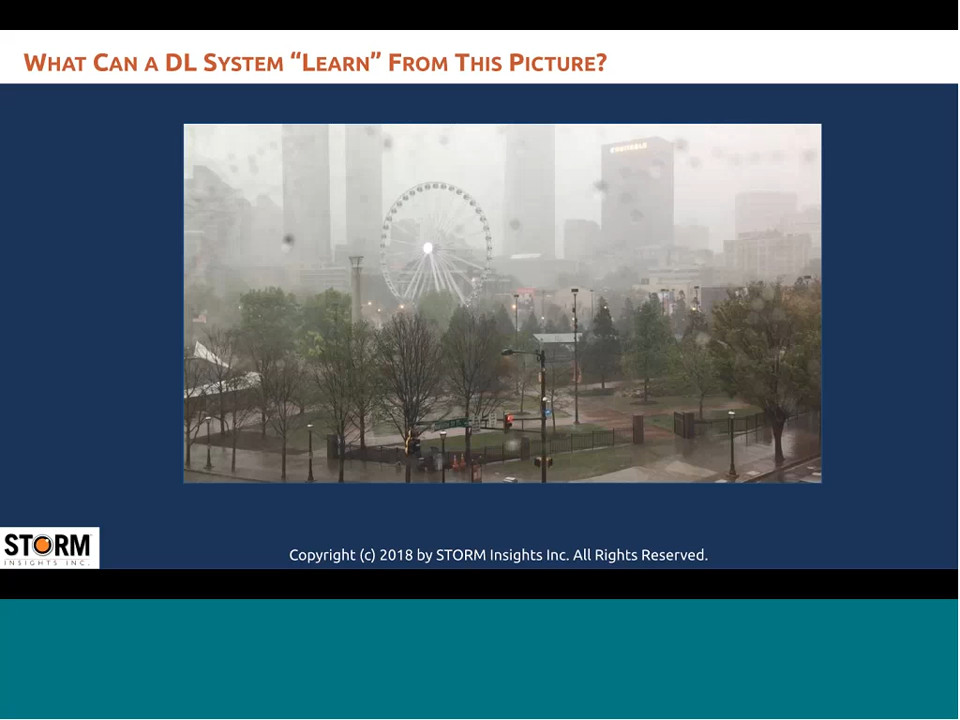 WHAT CAN A DL SYSTEM “LEARN” FROM THIS PICTURE?
EQUITABLE
STORM
INSIGHTS INC.
Copyright (c) 2018 by STORM Insights Inc. All Rights Reserved.